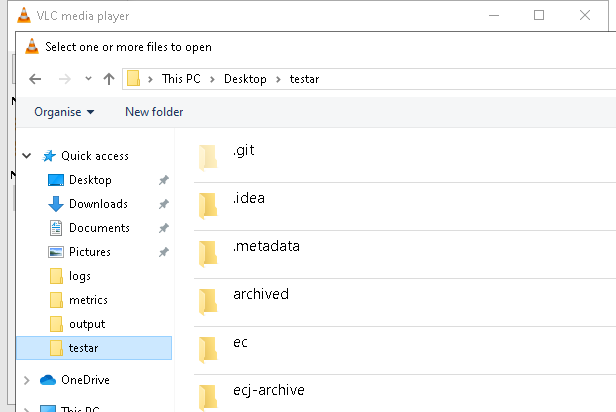 VLC media player
Select one or more files to open
This PC > Desktop > testar
Organise New folder
Quick access
Desktop
Downloads
Documents
Pictures
logs
metrics
output
testar
OneDrive
This PC
.git
.idea
.metadata
archived
ec
ecj-archive